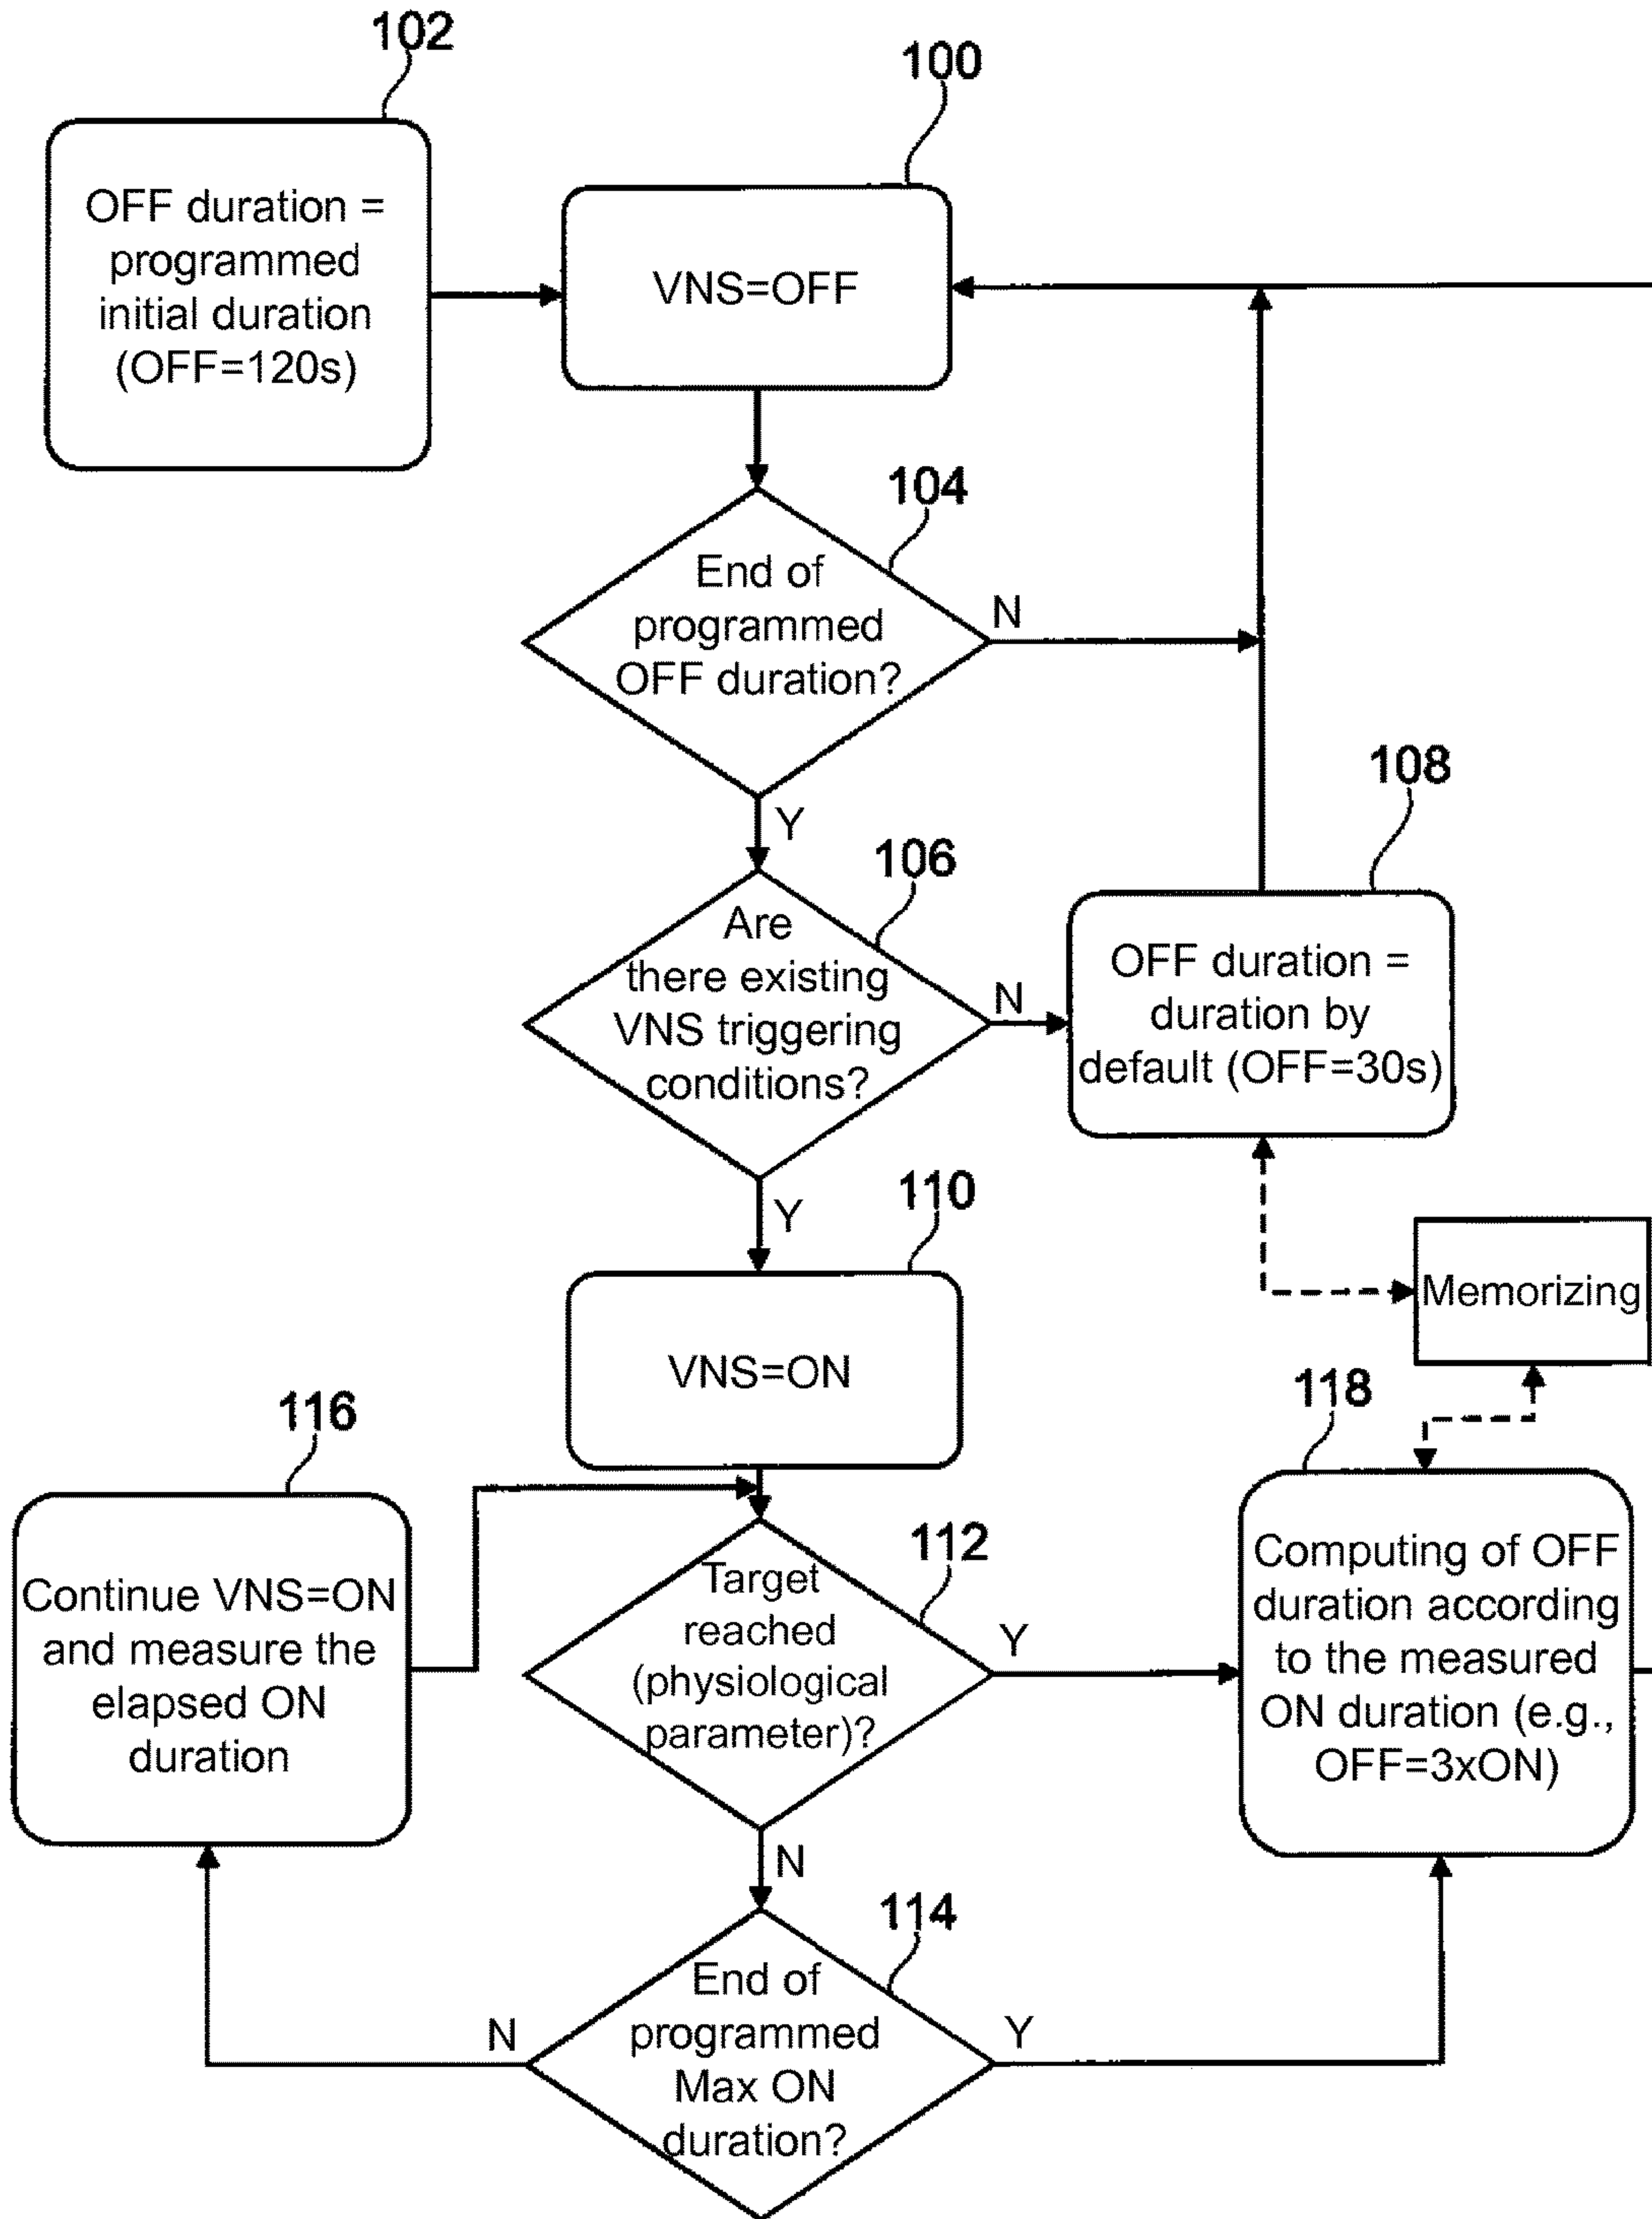 102
100
OFF duration =
programmed
initial duration
(OFF=120s)
VNS=OFF
104
End of
programmed
OFF duration?
N
Y
108
106
Are
there existing
VNS triggering
conditions?
N
OFF duration =
duration by
default (OFF=30s)
Y
110
VNS=ON
Memorizing
116
118
Continue VNS=ON
and measure the
elapsed ON
duration
112
Target
reached
(physiological
parameter)?
Y
Computing of OFF
duration according
to the measured
ON duration (e.g.,
OFF=3xON)
N
114
End of
programmed
Max ON
duration?
N
Y